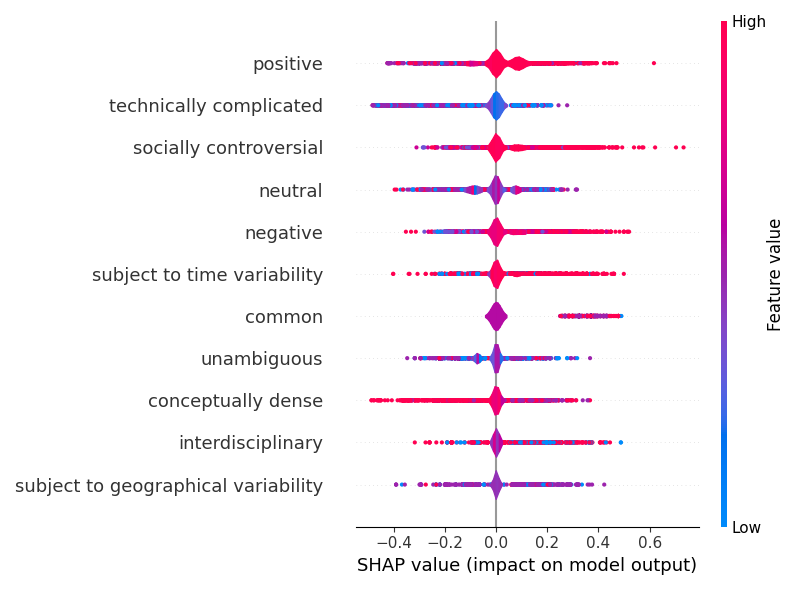 High
positive
technically complicated
socially controversial
neutral
negative
subject to time variability
common
unambiguous
conceptually dense
interdisciplinary
subject to geographical variability
Low
Feature value
−0.4 −0.2 0.0 0.2 0.4 0.6
SHAP value (impact on model output)